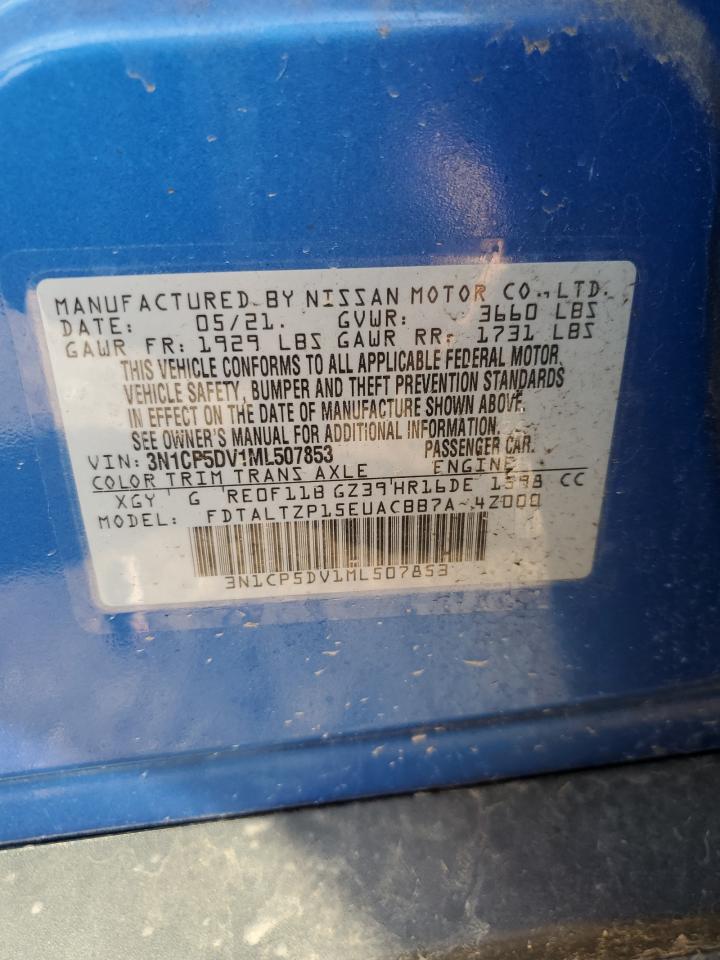 MANUFACTURED BY NISSAN MOTOR CO., LTD.
DATE: 05/21. GVWR: 3660 LBS
GAWR FR: 1929 LBS GAWR RR: 1731 LBS
THIS VEHICLE CONFORMS TO ALL APPLICABLE FEDERAL MOTOR
VEHICLE SAFETY, BUMPER AND THEFT PREVENTION STANDARDS
IN EFFECT ON THE DATE OF MANUFACTURE SHOWN ABOVE.
SEE OWNER'S MANUAL FOR ADDITIONAL INFORMATION.
VIN: 3N1CP5DV1ML507853 PASSENGER CAR.
COLOR TRIM TRANS AXLE ENGINE
XGY G RE0F11B GZ39 HR16DE 1598 CC
MODEL: FDTALTZP15EUACBB7A-4Z000
3N1CP5DV1ML507853